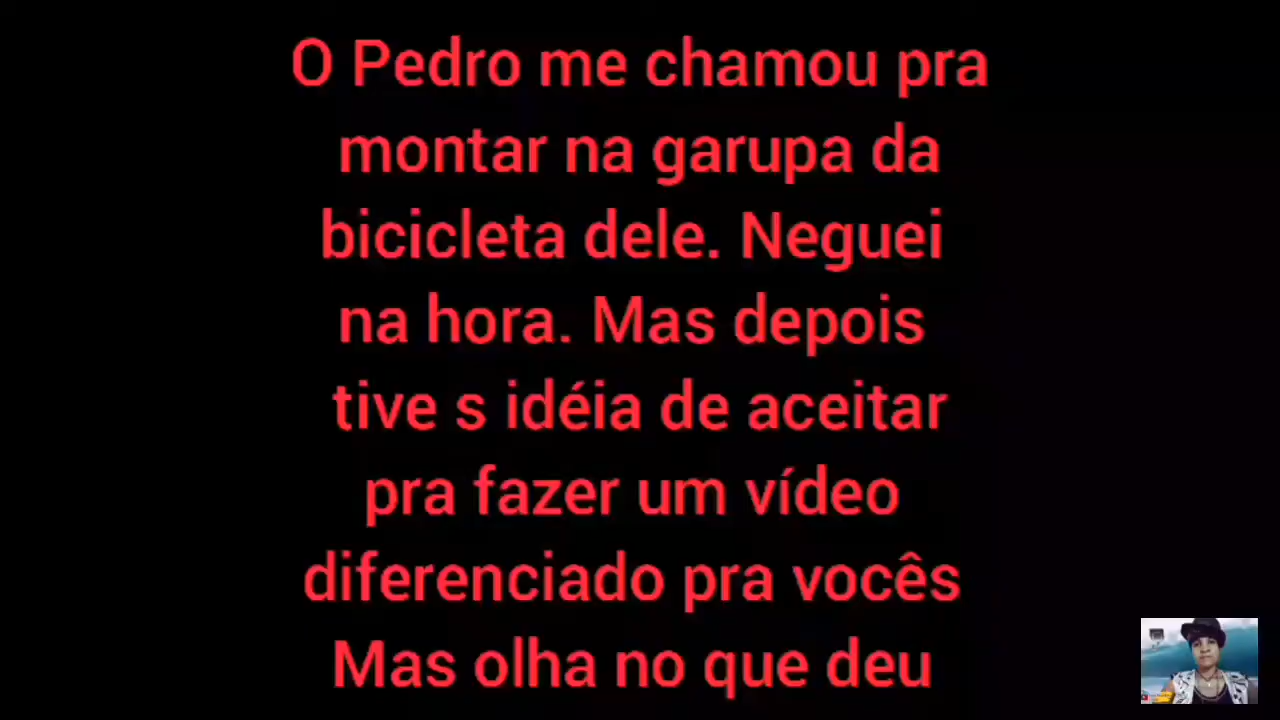 O Pedro me chamou pra
montar na garupa da
bicicleta dele. Neguei
na hora. Mas depois
tive s idéia de aceitar
pra fazer um vídeo
diferenciado pra vocês
Mas olha no que deu